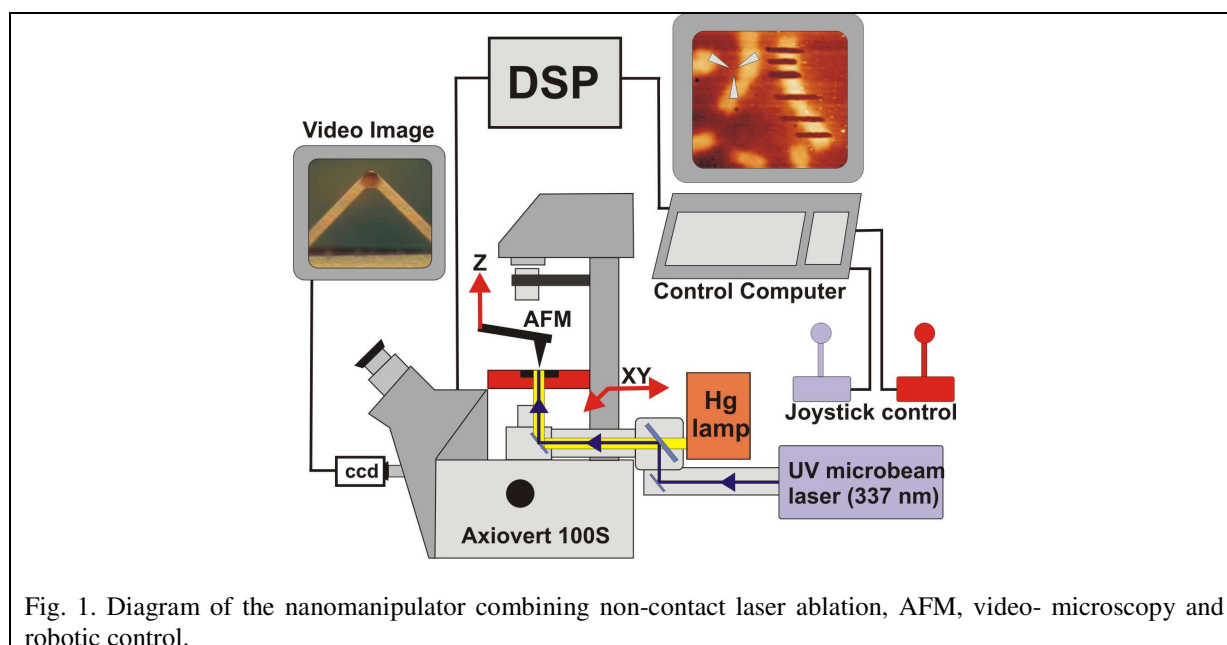 DSP
Video Image
Z
AFM
Control Computer
XY
Hg
lamp
Joystick control
UV microbeam
laser (337 nm)
ccd
Axiovert 100S
Fig. 1. Diagram of the nanomanipulator combining non-contact laser ablation, AFM, video- microscopy and
robotic control.